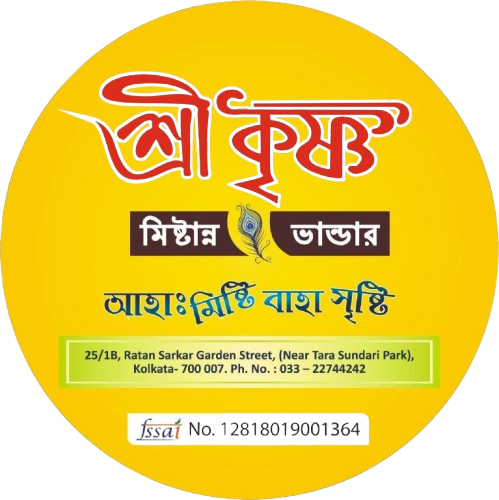 শ্রী কৃষ্ণ
মিষ্টান্ন ভান্ডার
আহাঃ মিষ্টি বাহা সৃষ্টি
25/1B, Ratan Sarkar Garden Street, (Near Tara Sundari Park),
Kolkata- 700 007. Ph. No. : 033 – 22744242
fssai No. 12818019001364